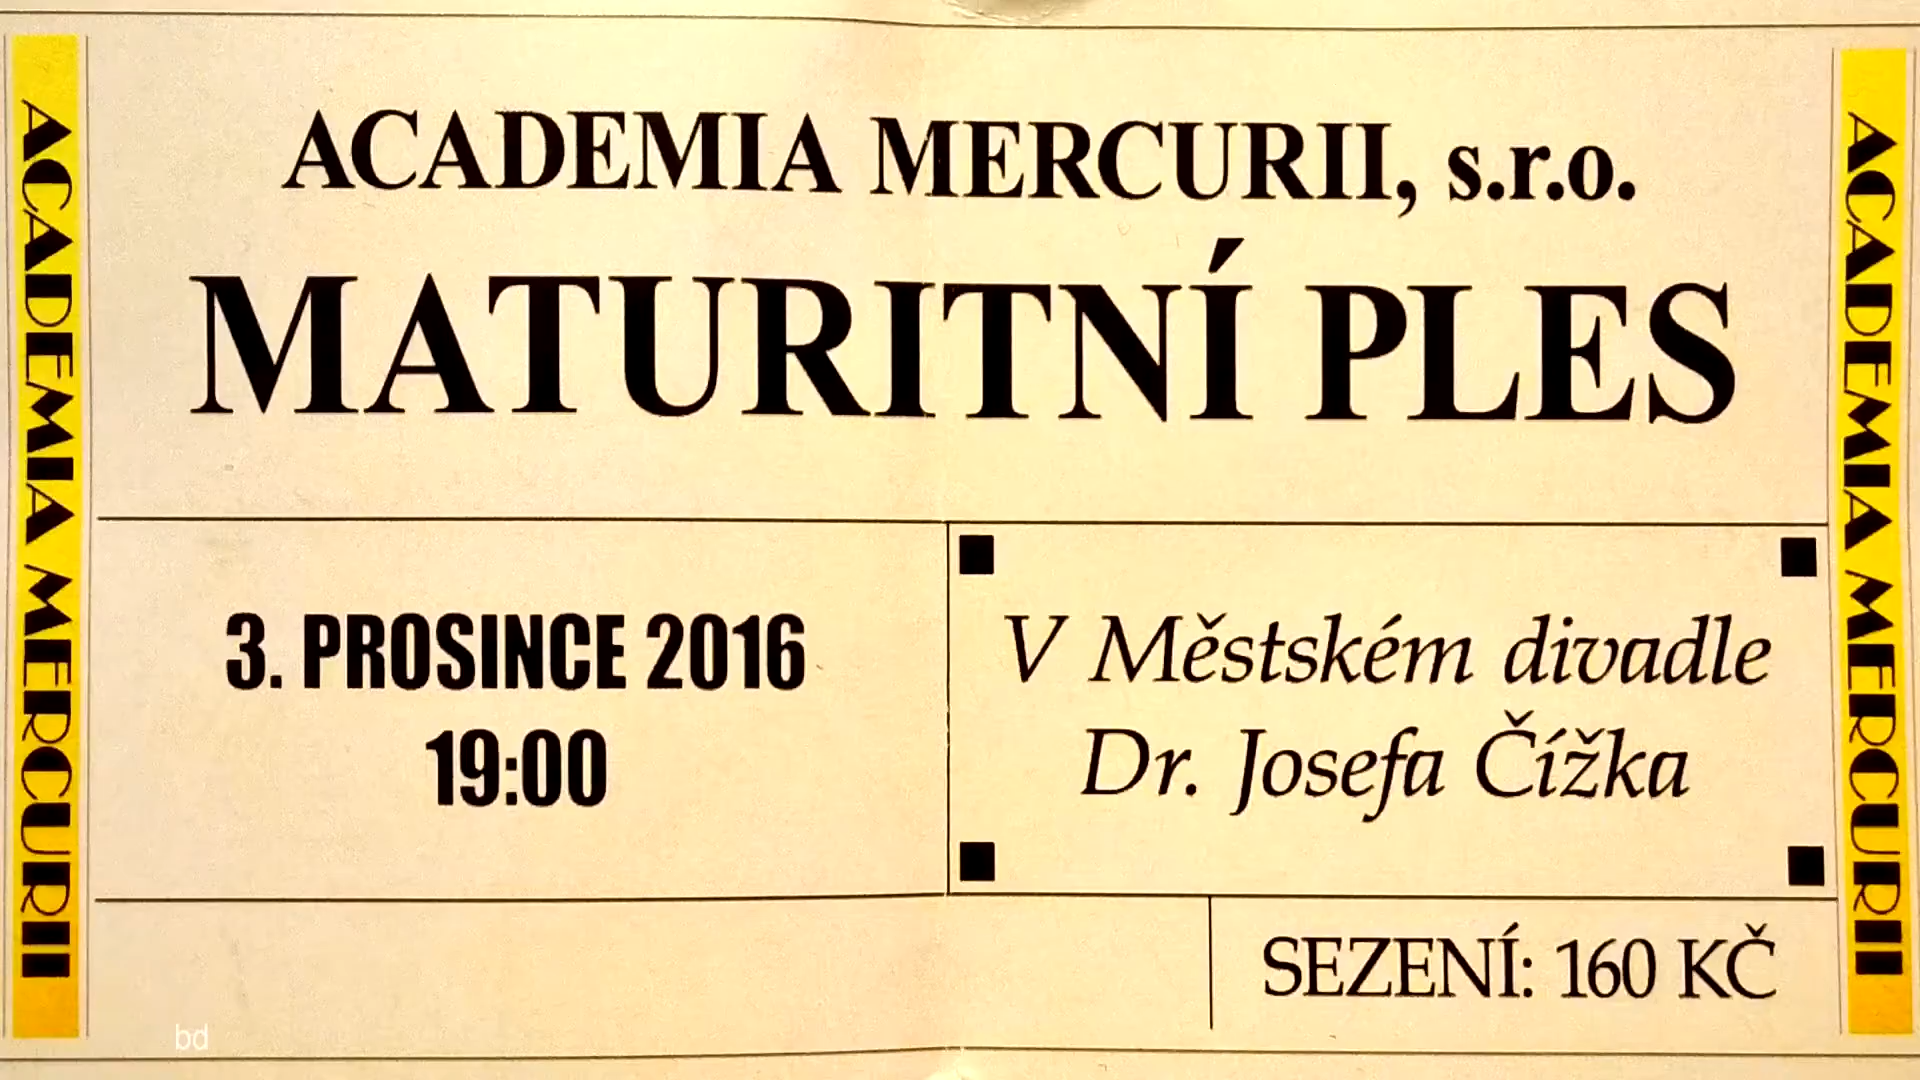 ACADEMIA MERCURII, s.r.o.
MATURITNÍ PLES
3. PROSINCE 2016
19:00
V Městském divadle
Dr. Josefa Čížka
SEZENÍ: 160 KČ
ACADEMIA MERCURII
ACADEMIA MERCURII
bd